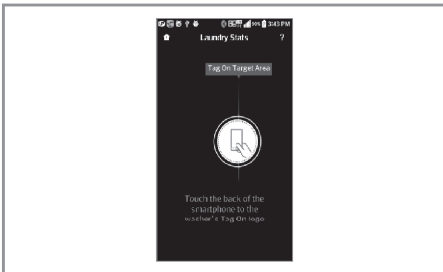 3:43 PM
Laundry Stats ?
Tag On Target Area
Touch the back of the
smartphone to the
washer's Tag On logo